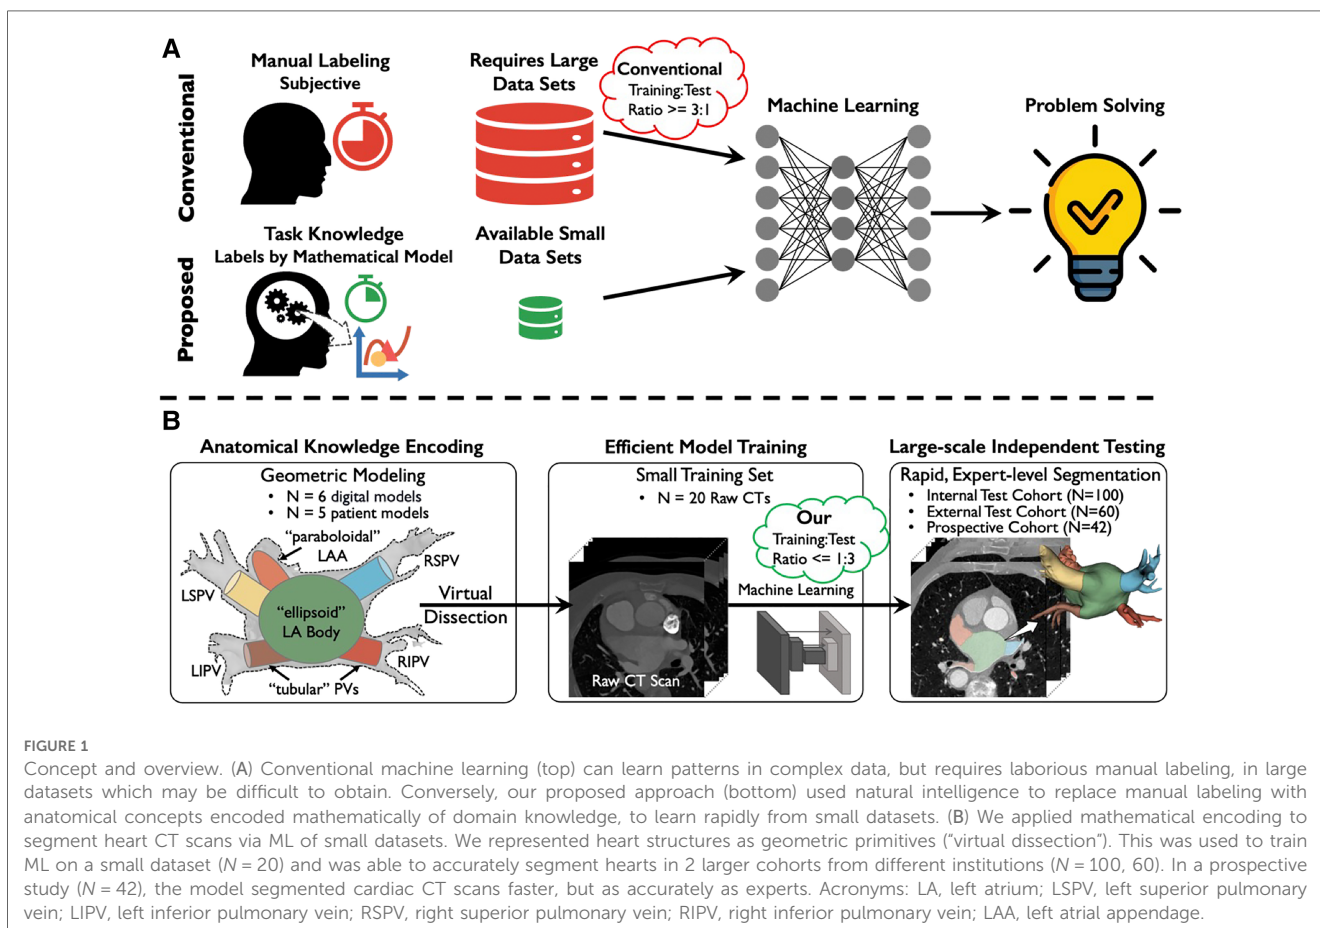 A
Conventional
Manual Labeling
Subjective
Requires Large
Data Sets
Conventional
Training:Test
Ratio >= 3:1
Machine Learning
Problem Solving
Proposed
Task Knowledge
Labels by Mathematical Model
Available Small
Data Sets
B
Anatomical Knowledge Encoding
Geometric Modeling
• N = 6 digital models
• N = 5 patient models
"paraboloidal"
LAA
RSPV
LSPV
"ellipsoid"
LA Body
LIPV
RIPV
"tubular" PVs
Virtual
Dissection
Efficient Model Training
Small Training Set
• N = 20 Raw CTs
Our
Training:Test
Ratio <= 1:3
Machine Learning
Raw CT Scan
Large-scale Independent Testing
Rapid, Expert-level Segmentation
• Internal Test Cohort (N=100)
• External Test Cohort (N=60)
• Prospective Cohort (N=42)
FIGURE 1
Concept and overview. (A) Conventional machine learning (top) can learn patterns in complex data, but requires laborious manual labeling, in large
datasets which may be difficult to obtain. Conversely, our proposed approach (bottom) used natural intelligence to replace manual labeling with
anatomical concepts encoded mathematically of domain knowledge, to learn rapidly from small datasets. (B) We applied mathematical encoding to
segment heart CT scans via ML of small datasets. We represented heart structures as geometric primitives ("virtual dissection"). This was used to train
ML on a small dataset (N = 20) and was able to accurately segment hearts in 2 larger cohorts from different institutions (N = 100, 60). In a prospective
study (N = 42), the model segmented cardiac CT scans faster, but as accurately as experts. Acronyms: LA, left atrium; LSPV, left superior pulmonary
vein; LIPV, left inferior pulmonary vein; RSPV, right superior pulmonary vein; RIPV, right inferior pulmonary vein; LAA, left atrial appendage.